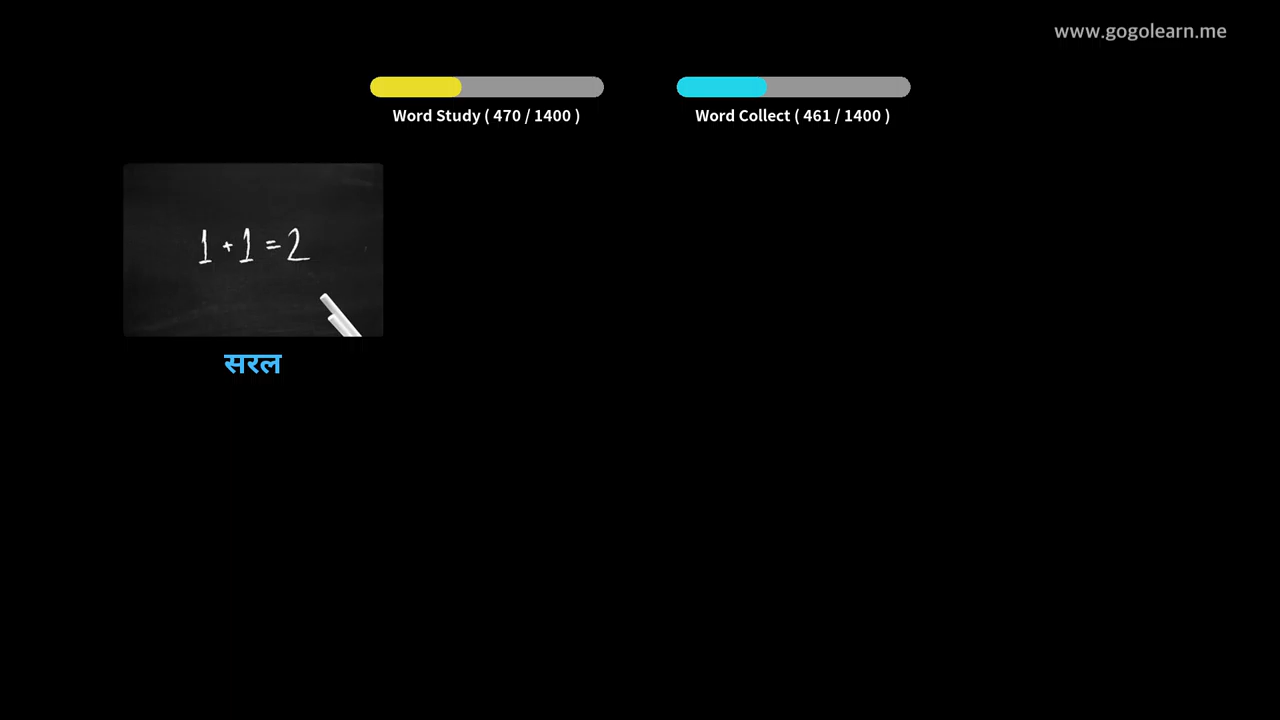 www.gogolearn.me
Word Study ( 470 / 1400 )
Word Collect ( 461 / 1400 )
1 + 1 = 2
सरल